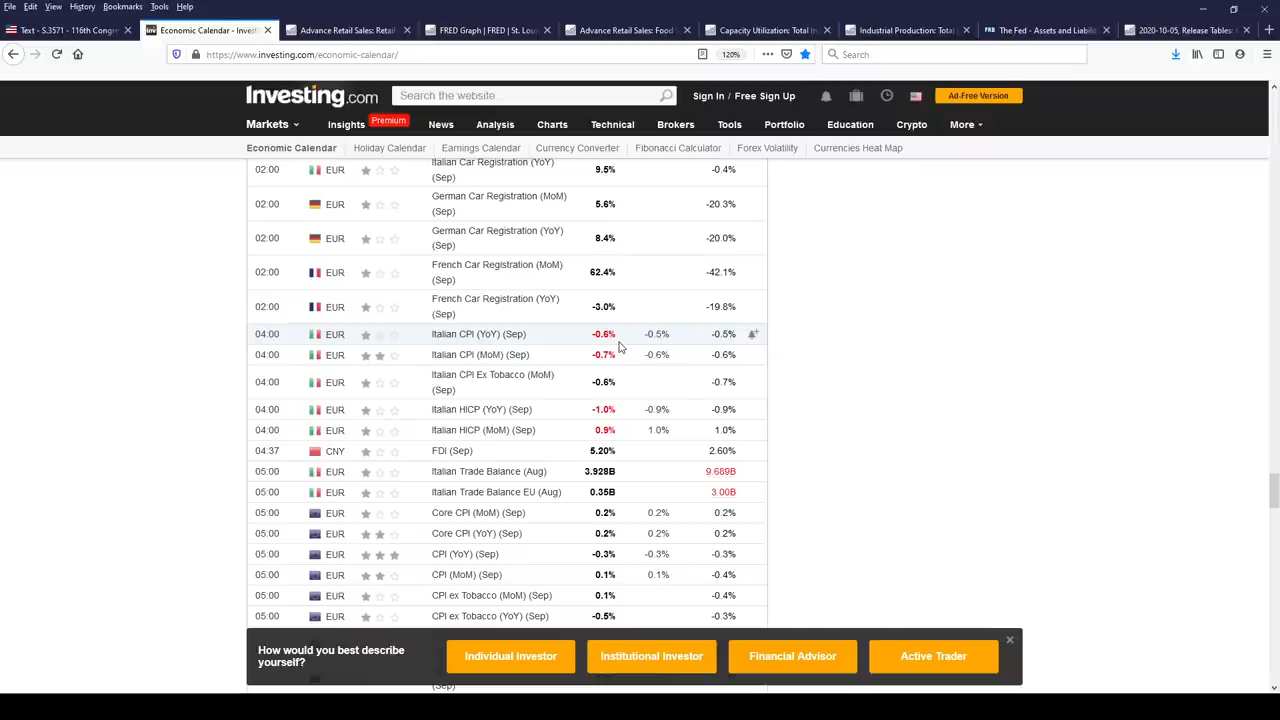 File Edit View History Bookmarks Tools Help
Text - S.3571 - 116th Congr Economic Calendar - Invest Advance Retail Sales: Retail FRED Graph | FRED | St. Lou Advance Retail Sales: Food Capacity Utilization: Total In Industrial Production: Total FRB The Fed - Assets and Liabili 2020-10-05, Release Tables:
https://www.investing.com/economic-calendar/ 120% Search
Investing.com Search the website... Sign In / Free Sign Up Ad-Free Version
Markets Insights Premium News Analysis Charts Technical Brokers Tools Portfolio Education Crypto More
Economic Calendar Holiday Calendar Earnings Calendar Currency Converter Fibonacci Calculator Forex Volatility Currencies Heat Map
02:00 EUR Italian Car Registration (YoY) 9.5% -0.4%
(Sep)
02:00 EUR German Car Registration (MoM) 5.6% -20.3%
(Sep)
02:00 EUR German Car Registration (YoY) 8.4% -20.0%
(Sep)
02:00 EUR French Car Registration (MoM) 62.4% -42.1%
(Sep)
02:00 EUR French Car Registration (YoY) -3.0% -19.8%
(Sep)
04:00 EUR Italian CPI (YoY) (Sep) -0.6% -0.5% -0.5%
04:00 EUR Italian CPI (MoM) (Sep) -0.7% -0.6% -0.6%
04:00 EUR Italian CPI Ex Tobacco (MoM) -0.6% -0.7%
(Sep)
04:00 EUR Italian HICP (YoY) (Sep) -1.0% -0.9% -0.9%
04:00 EUR Italian HICP (MoM) (Sep) 0.9% 1.0% 1.0%
04:37 CNY FDI (Sep) 5.20% 2.60%
05:00 EUR Italian Trade Balance (Aug) 3.928B 9.689B
05:00 EUR Italian Trade Balance EU (Aug) 0.35B 3.00B
05:00 EUR Core CPI (MoM) (Sep) 0.2% 0.2% 0.2%
05:00 EUR Core CPI (YoY) (Sep) 0.2% 0.2% 0.2%
05:00 EUR CPI (YoY) (Sep) -0.3% -0.3% -0.3%
05:00 EUR CPI (MoM) (Sep) 0.1% 0.1% -0.4%
05:00 EUR CPI ex Tobacco (MoM) (Sep) 0.1% -0.4%
05:00 EUR CPI ex Tobacco (YoY) (Sep) -0.5% -0.3%
How would you best describe
yourself?
Individual Investor Institutional Investor Financial Advisor Active Trader
(Sep)